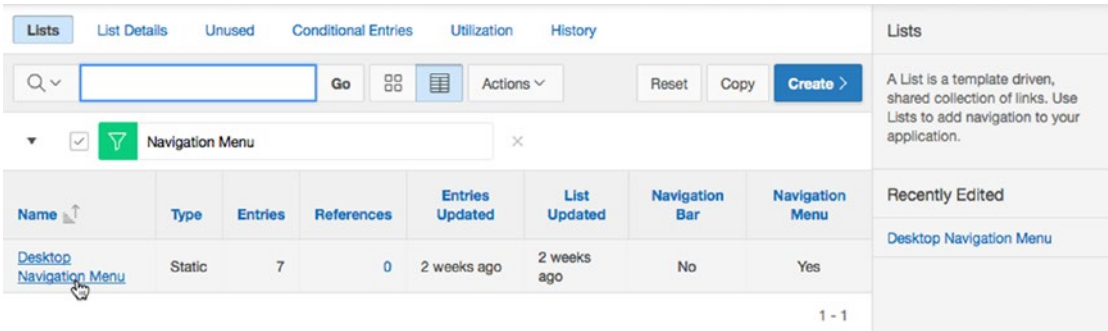 Lists List Details Unused Conditional Entries Utilization History
Go Actions Reset Copy Create
Navigation Menu
Name Type Entries References Entries Updated List Updated Navigation Bar Navigation Menu
Desktop Navigation Menu Static 7 0 2 weeks ago 2 weeks ago No Yes
1 - 1
Lists
A List is a template driven,
shared collection of links. Use
Lists to add navigation to your
application.
Recently Edited
Desktop Navigation Menu